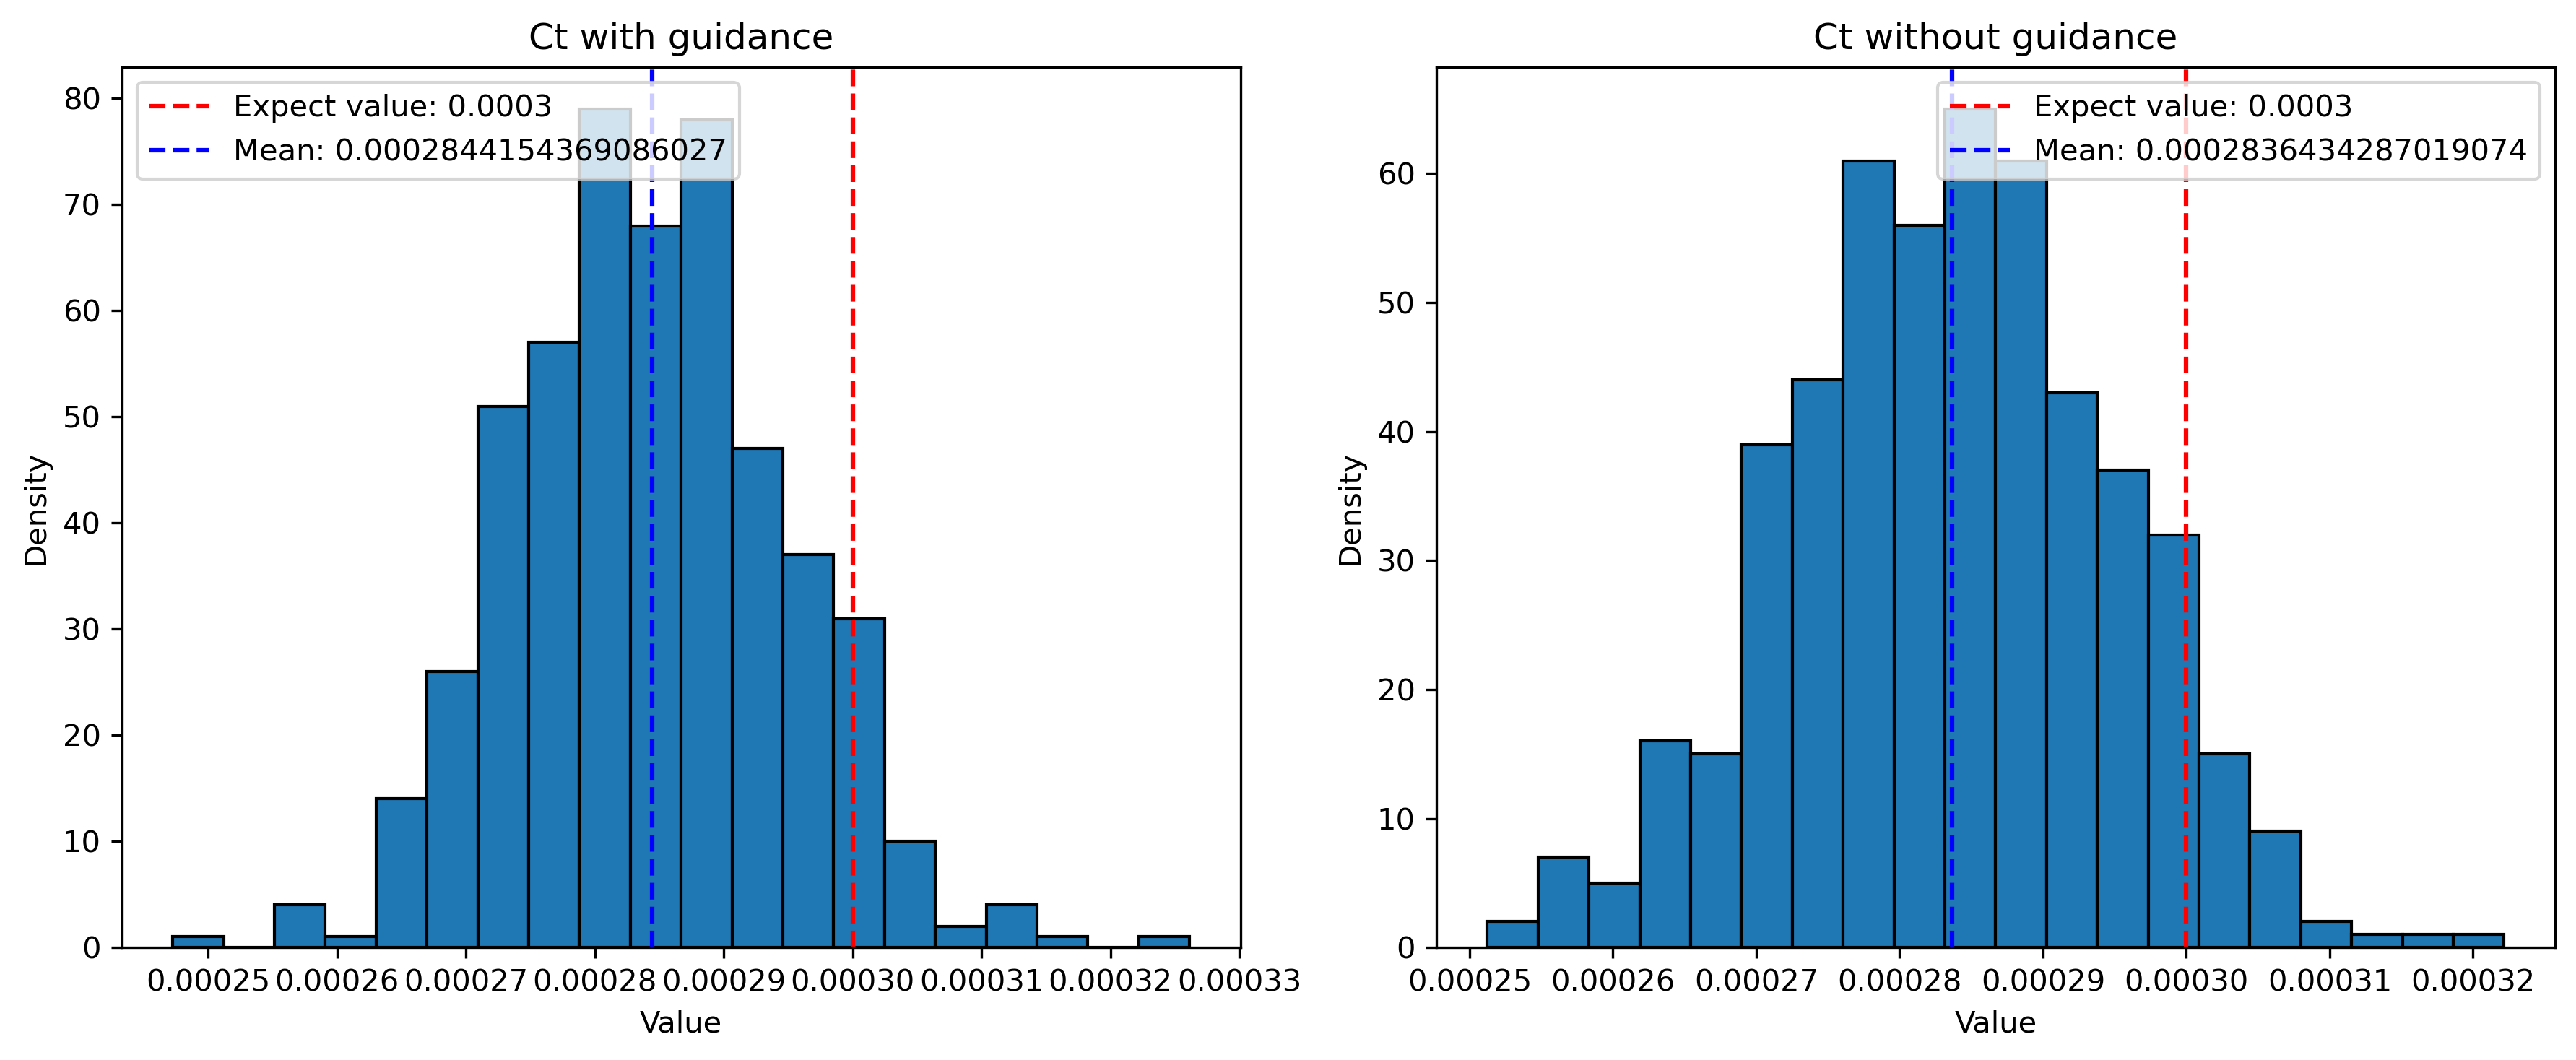 Ct with guidance
Expect value: 0.0003
Mean: 0.0002844154369086027
80
70
60
50
40
30
20
10
0
Density
0.00025 0.00026 0.00027 0.00028 0.00029 0.00030 0.00031 0.00032 0.00033
Value
Ct without guidance
Expect value: 0.0003
Mean: 0.0002836434287019074
60
50
40
30
20
10
0
Density
0.00025 0.00026 0.00027 0.00028 0.00029 0.00030 0.00031 0.00032
Value